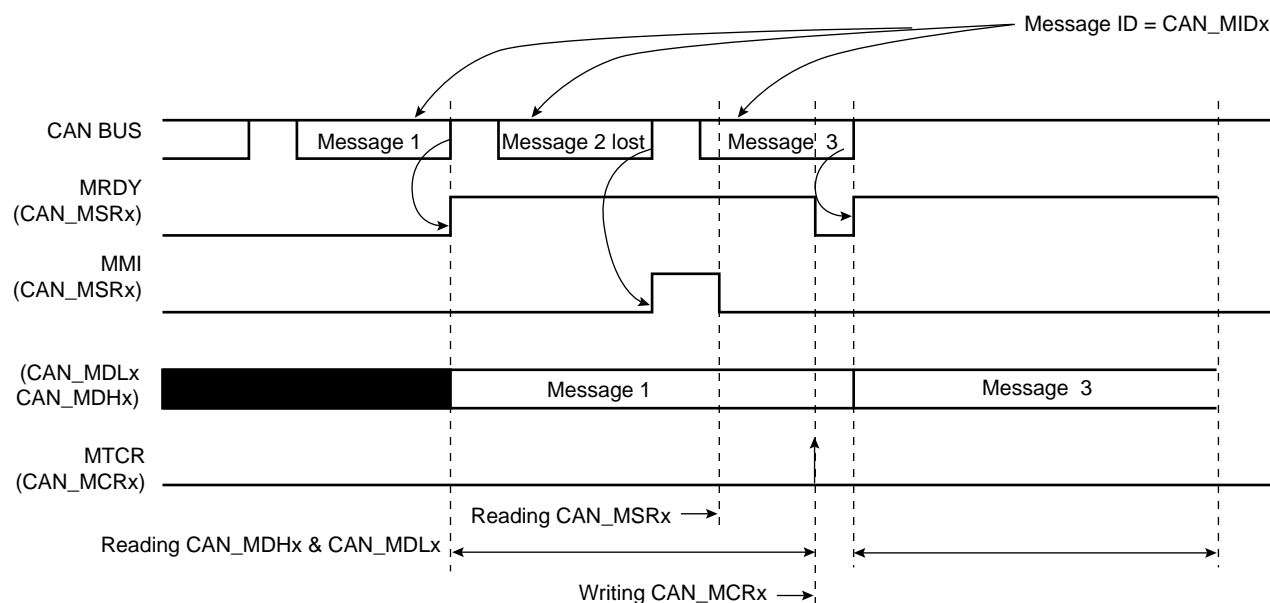 Message ID = CAN_MIDx
CAN BUS
Message 1
Message 2 lost
Message 3
MRDY
(CAN_MSRx)
MMI
(CAN_MSRx)
(CAN_MDLx
CAN_MDHx)
Message 1
Message 3
MTCR
(CAN_MCRx)
Reading CAN_MSRx
Reading CAN_MDHx & CAN_MDLx
Writing CAN_MCRx